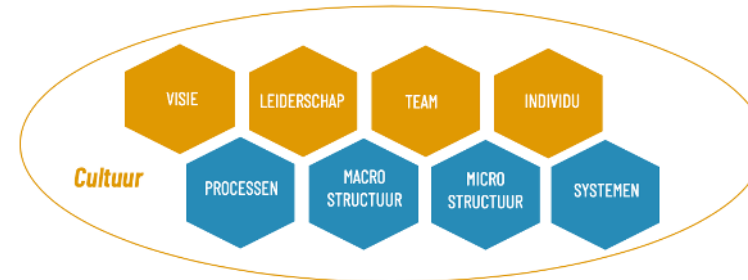 VISIE
LEIDERSCHAP
TEAM
INDIVIDU
Cultuur
PROCESSEN
MACRO
STRUCTUUR
MICRO
STRUCTUUR
SYSTEMEN